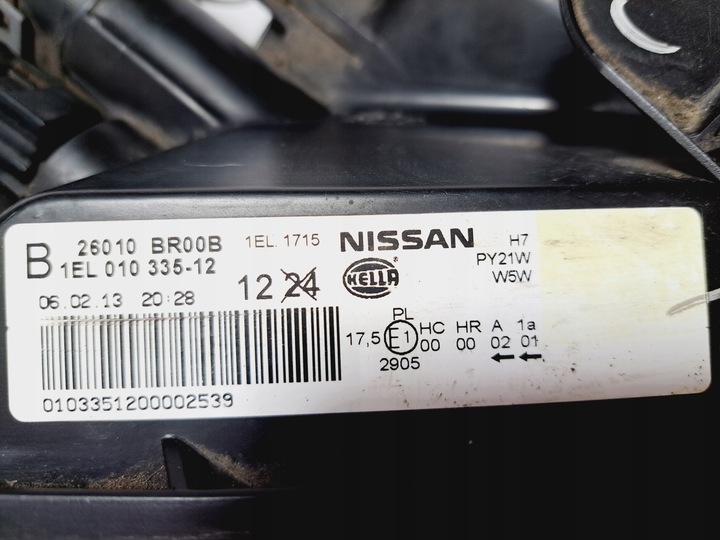 B 26010 BR00B 1EL. 1715 NISSAN H7
1EL 010 335-12 PY21W
06.02.13 20:28 12 24 HELLA W5W
PL
17,5 E1 HC HR A 1a
00 00 02 01
2905
0103351200002539